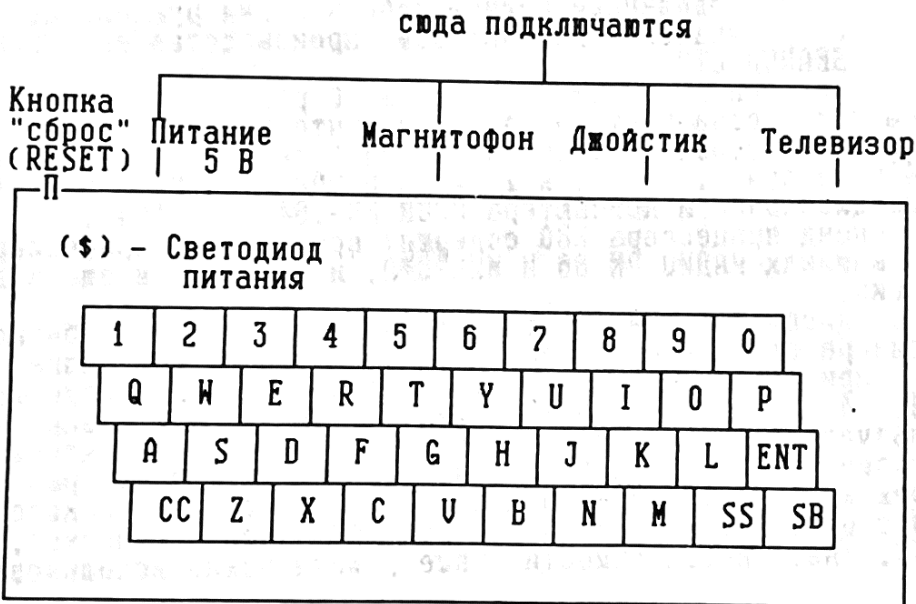 сюда подключаются
Кнопка
"сброс" Питание Магнитофон Джойстик Телевизор
(RESET) 5 В
П
($) - Светодиод
питания
1 2 3 4 5 6 7 8 9 0
Q W E R T Y U I O P
A S D F G H J K L ENT
CC Z X C V B N M SS SB